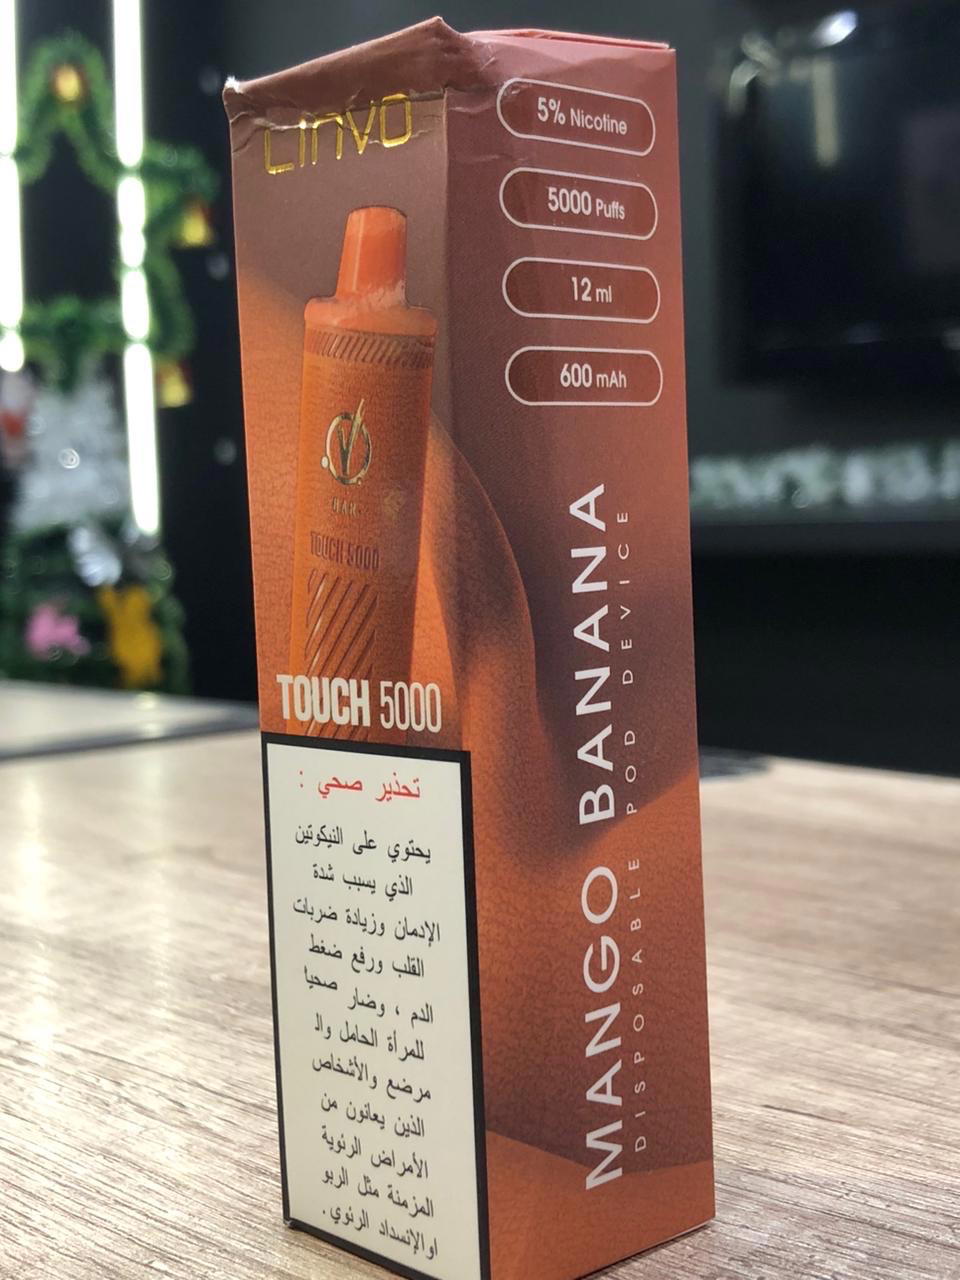 LINVO
BAR
TOUCH 5000
TOUCH 5000
تحذير صحي :
يحتوي على النيكوتين
الذي يسبب شدة
الإدمان وزيادة ضربات
القلب ورفع ضغط
الدم ، وضار صحياً
للمرأة الحامل وال
مرضع والأشخاص
الذين يعانون من
الأمراض الرئوية
المزمنة مثل الربو
اوالإنسداد الرئوي.
5% Nicotine
5000 Puffs
12 ml
600 mAh
MANGO BANANA
DISPOSABLE POD DEVICE